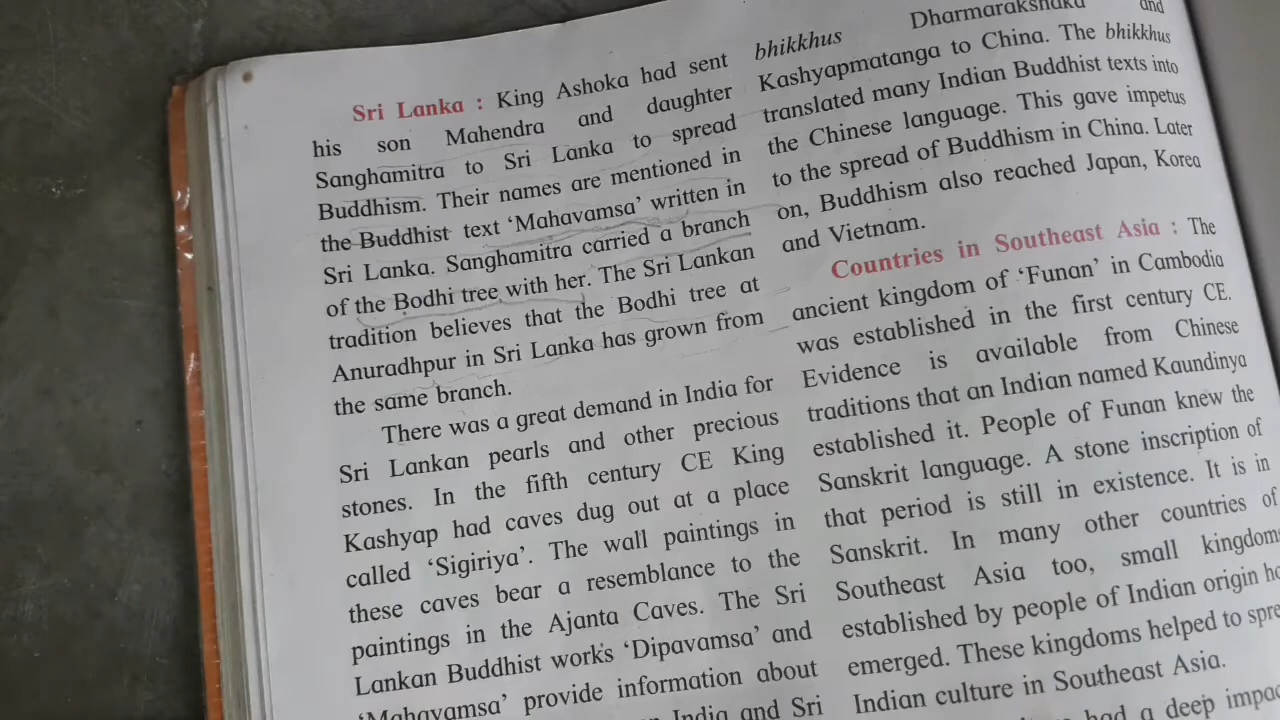 Sri Lanka : King Ashoka had sent
his son Mahendra and daughter
Sanghamitra to Sri Lanka to spread
Buddhism. Their names are mentioned in
the Buddhist text ‘Mahavamsa’ written in
Sri Lanka. Sanghamitra carried a branch
of the Bodhi tree with her. The Sri Lankan
tradition believes that the Bodhi tree at
Anuradhpur in Sri Lanka has grown from
the same branch.
There was a great demand in India for
Sri Lankan pearls and other precious
stones. In the fifth century CE King
Kashyap had caves dug out at a place
called ‘Sigiriya’. The wall paintings in
these caves bear a resemblance to the
paintings in the Ajanta Caves. The Sri
Lankan Buddhist works ‘Dipavamsa’ and
‘Mahavamsa’ provide information about
India and Sri
bhikkhus Dharmarakshaka and
Kashyapmatanga to China. The bhikkhus
translated many Indian Buddhist texts into
the Chinese language. This gave impetus
to the spread of Buddhism in China. Later
on, Buddhism also reached Japan, Korea
and Vietnam.
Countries in Southeast Asia : The
ancient kingdom of ‘Funan’ in Cambodia
was established in the first century CE.
Evidence is available from Chinese
traditions that an Indian named Kaundinya
established it. People of Funan knew the
Sanskrit language. A stone inscription of
that period is still in existence. It is in
Sanskrit. In many other countries of
Southeast Asia too, small kingdom
established by people of Indian origin
emerged. These kingdoms helped to spre
Indian culture in Southeast Asia.
had a deep impac